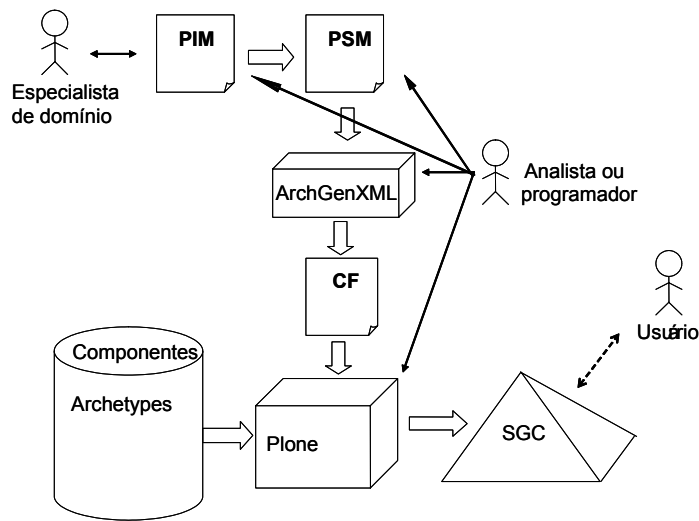 PIM
PSM
Especialista
de domínio
ArchGenXML
Analista ou
programador
CF
Usuário
Componentes
Archetypes
Plone
SGC